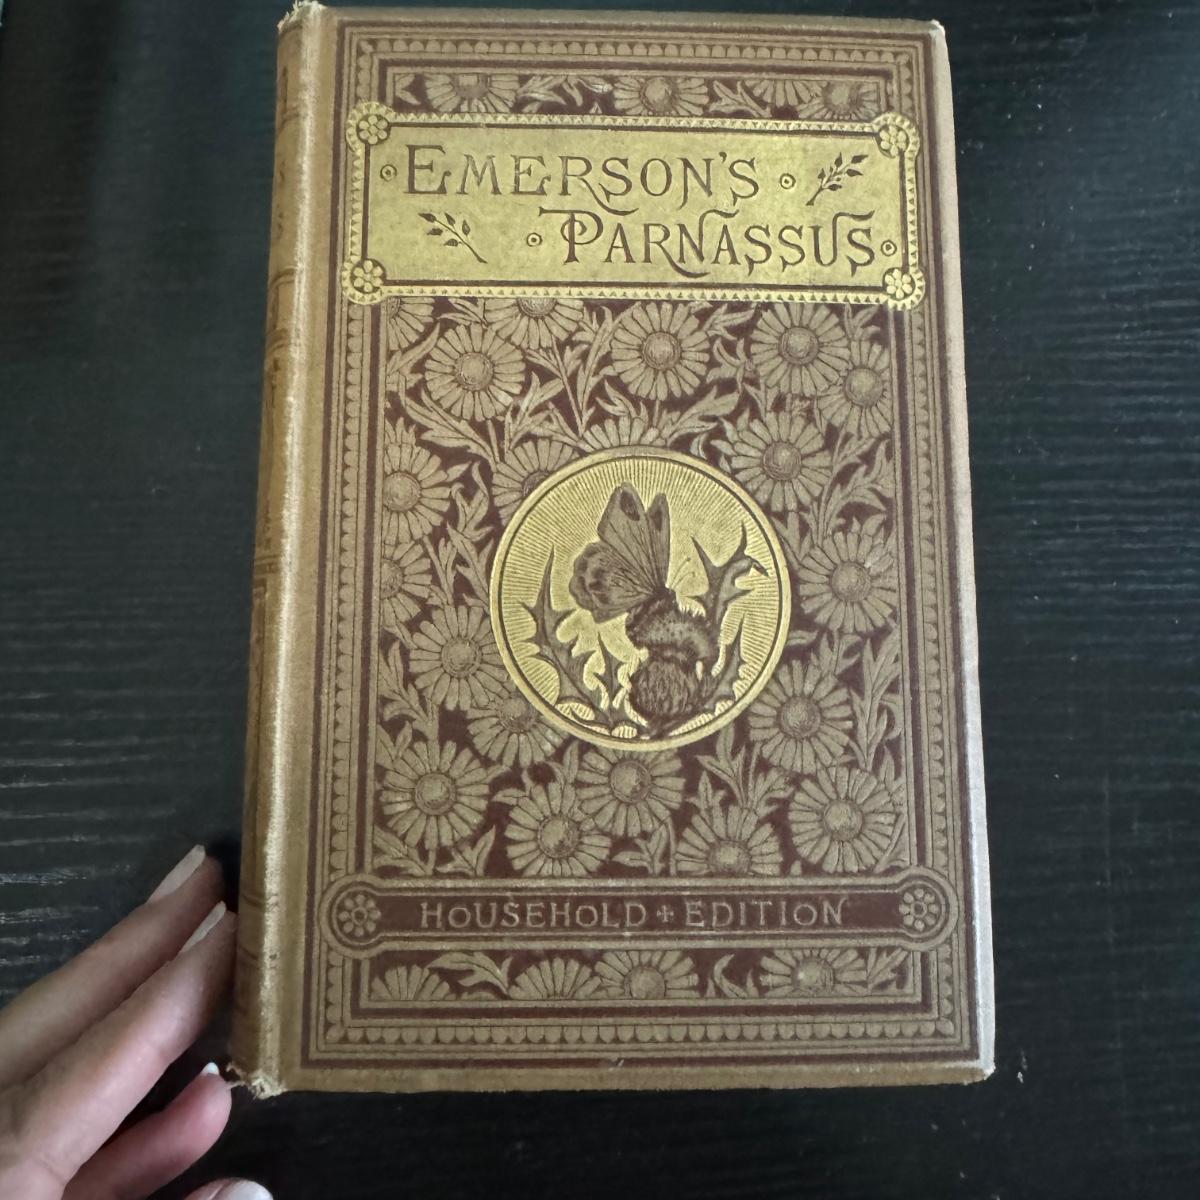 EMERSON'S
PARNASSUS
HOUSEHOLD + EDITION